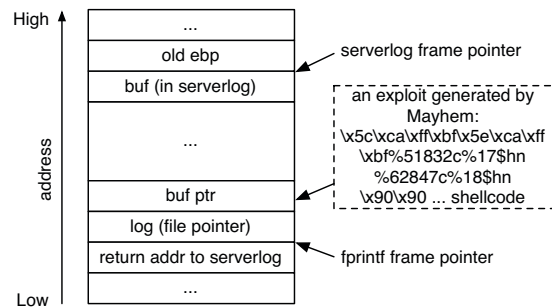 High
address
Low
...
old ebp
buf (in serverlog)
...
buf ptr
log (file pointer)
return addr to serverlog
...
serverlog frame pointer
an exploit generated by
Mayhem:
\x5c\xca\xff\xbf\x5e\xca\xff
\xbf%51832c%17$hn
%62847c%18$hn
\x90\x90 ... shellcode
fprintf frame pointer